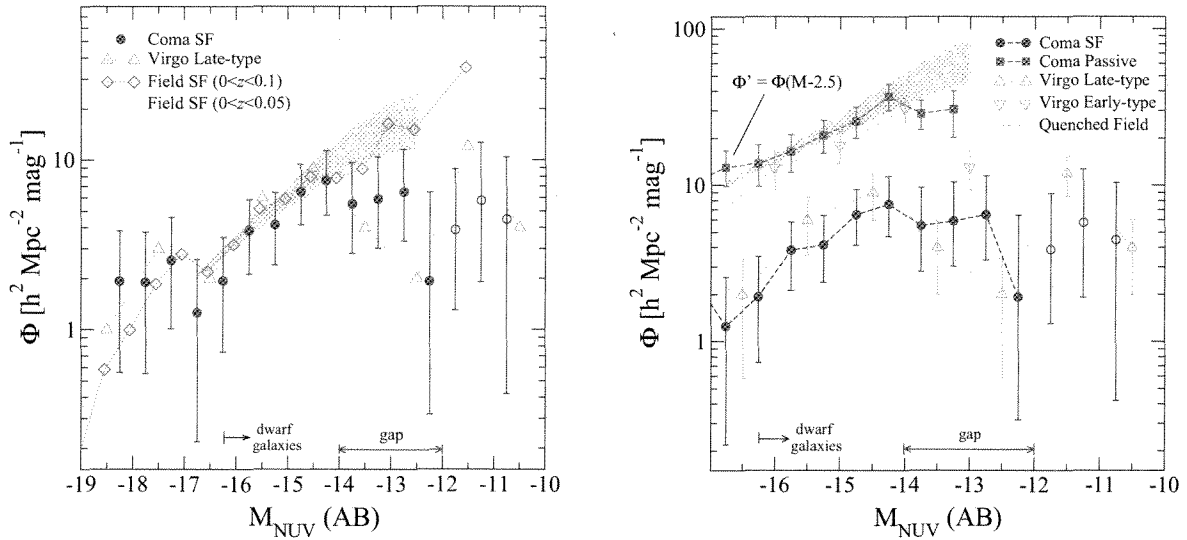 Coma SF
Virgo Late-type
Field SF (0<z<0.1)
Field SF (0<z<0.05)
Φ [h² Mpc⁻² mag⁻¹]
10
1
dwarf
galaxies
gap
-19 -18 -17 -16 -15 -14 -13 -12 -11 -10
M_NUV (AB)
Coma SF
Coma Passive
Virgo Late-type
Virgo Early-type
Quenched Field
Φ' = Φ(M-2.5)
Φ [h² Mpc⁻² mag⁻¹]
100
10
1
dwarf
galaxies
gap
-16 -15 -14 -13 -12 -11 -10
M_NUV (AB)